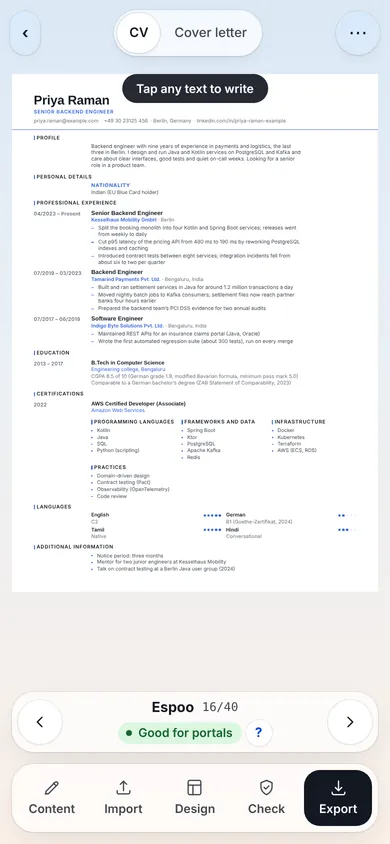 CV
Cover letter
Tap any text to write
Priya Raman
SENIOR BACKEND ENGINEER
priya.raman@example.com · +49 30 23125 456 · Berlin, Germany · linkedin.com/in/priya-raman-example
PROFILE
Backend engineer with nine years of experience in payments and logistics, the last
three in Berlin. I design and run Java and Kotlin services on PostgreSQL and Kafka and
care about clear interfaces, good tests and quiet on-call weeks. Looking for a senior
role in a product team.
PERSONAL DETAILS
NATIONALITY
Indian (EU Blue Card holder)
PROFESSIONAL EXPERIENCE
04/2023 – Present
Senior Backend Engineer
Kesselhaus Mobility GmbH · Berlin
– Split the booking monolith into four Kotlin and Spring Boot services; releases went
from weekly to daily
– Cut p95 latency of the pricing API from 480 ms to 190 ms by reworking PostgreSQL
indexes and caching
– Introduced contract tests between eight services; integration incidents fell from
about six to two per quarter
07/2019 – 03/2023
Backend Engineer
Tamarind Payments Pvt. Ltd. · Bengaluru, India
– Built and ran settlement services in Java for around 1.2 million transactions a day
– Moved nightly batch jobs to Kafka consumers; settlement files now reach partner
banks four hours earlier
– Prepared the backend team's PCI DSS evidence for two annual audits
07/2017 – 06/2019
Software Engineer
Indigo Byte Solutions Pvt. Ltd. · Bengaluru, India
– Maintained REST APIs for an insurance claims portal (Java, Oracle)
– Wrote the first automated regression suite (about 300 tests), run on every merge
EDUCATION
2013 – 2017
B.Tech in Computer Science
Engineering college, Bengaluru
CGPA 8.5 of 10 (German grade 1.9, modified Bavarian formula, minimum pass mark 5.0)
Comparable to a German bachelor's degree (ZAB Statement of Comparability, 2023)
CERTIFICATIONS
2022
AWS Certified Developer (Associate)
Amazon Web Services
PROGRAMMING LANGUAGES
• Kotlin
• Java
• SQL
• Python (scripting)
FRAMEWORKS AND DATA
• Spring Boot
• Ktor
• PostgreSQL
• Apache Kafka
• Redis
INFRASTRUCTURE
• Docker
• Kubernetes
• Terraform
• AWS (ECS, RDS)
PRACTICES
• Domain-driven design
• Contract testing (Pact)
• Observability (OpenTelemetry)
• Code review
LANGUAGES
English
C2
German
B1 (Goethe-Zertifikat, 2024)
Tamil
Native
Hindi
Conversational
ADDITIONAL INFORMATION
• Notice period: three months
• Mentor for two junior engineers at Kesselhaus Mobility
• Talk on contract testing at a Berlin Java user group (2024)
Espoo 16/40
Good for portals
?
Content
Import
Design
Check
Export